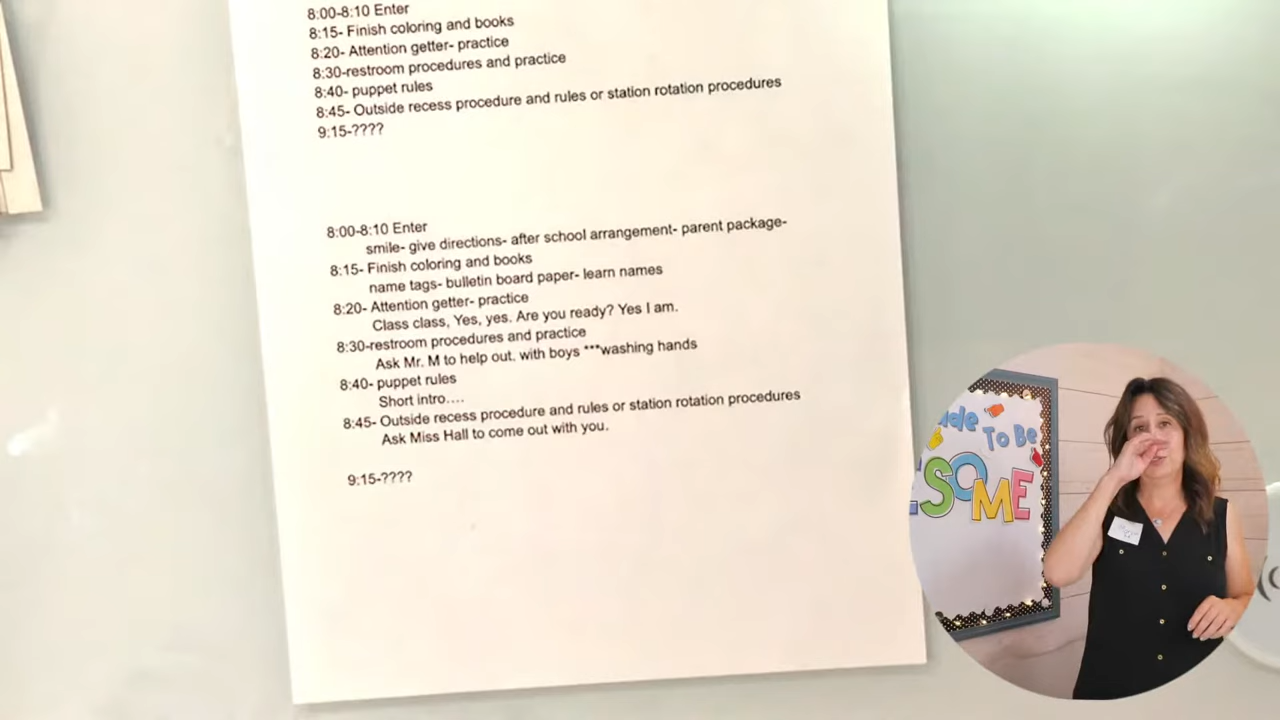 8:00-8:10 Enter
8:15- Finish coloring and books
8:20- Attention getter- practice
8:30-restroom procedures and practice
8:40- puppet rules
8:45- Outside recess procedure and rules or station rotation procedures
9:15-????
8:00-8:10 Enter
smile- give directions- after school arrangement- parent package-
8:15- Finish coloring and books
name tags- bulletin board paper- learn names
8:20- Attention getter- practice
Class class, Yes, yes. Are you ready? Yes I am.
8:30-restroom procedures and practice
Ask Mr. M to help out. with boys ***washing hands
8:40- puppet rules
Short intro....
8:45- Outside recess procedure and rules or station rotation procedures
Ask Miss Hall to come out with you.
9:15-????
To Be
SOME